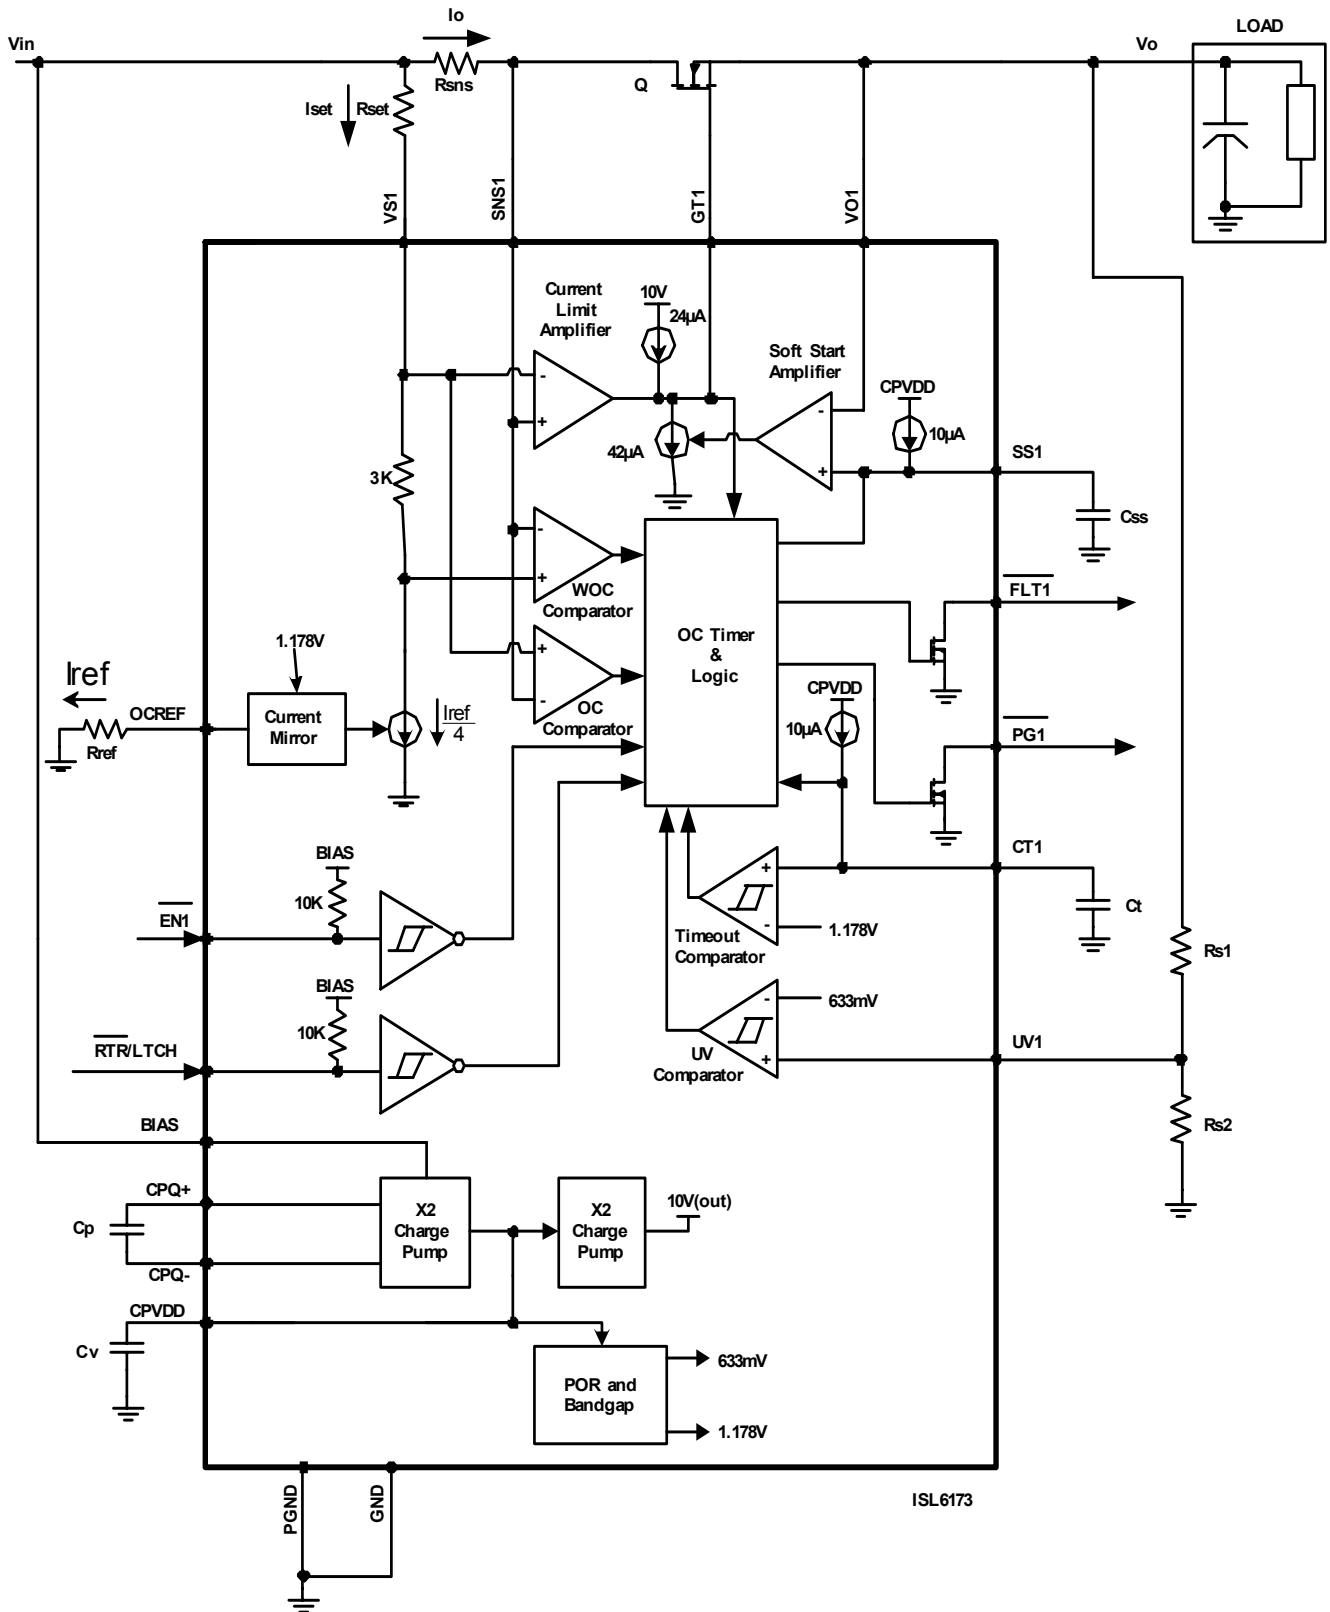 Io
Vin
Vo
LOAD
Rsns
Q
Iset
Rset
VS1
SNS1
GT1
VO1
Current
Limit
Amplifier
10V
24µA
Soft Start
Amplifier
CPVDD
10µA
42µA
SS1
Css
3K
WOC
Comparator
FLT1
OC Timer
&
Logic
1.178V
Iref
OCREF
Rref
Current
Mirror
Iref
4
OC
Comparator
CPVDD
10µA
PG1
CT1
Ct
BIAS
10K
EN1
Timeout
Comparator
1.178V
Rs1
BIAS
10K
RTR/LTCH
633mV
UV
Comparator
UV1
Rs2
BIAS
CPQ+
Cp
CPQ-
X2
Charge
Pump
X2
Charge
Pump
10V(out)
CPVDD
Cv
POR and
Bandgap
633mV
1.178V
PGND
GND
ISL6173
-
+
-
+
-
+
+
-
+
-
-
+